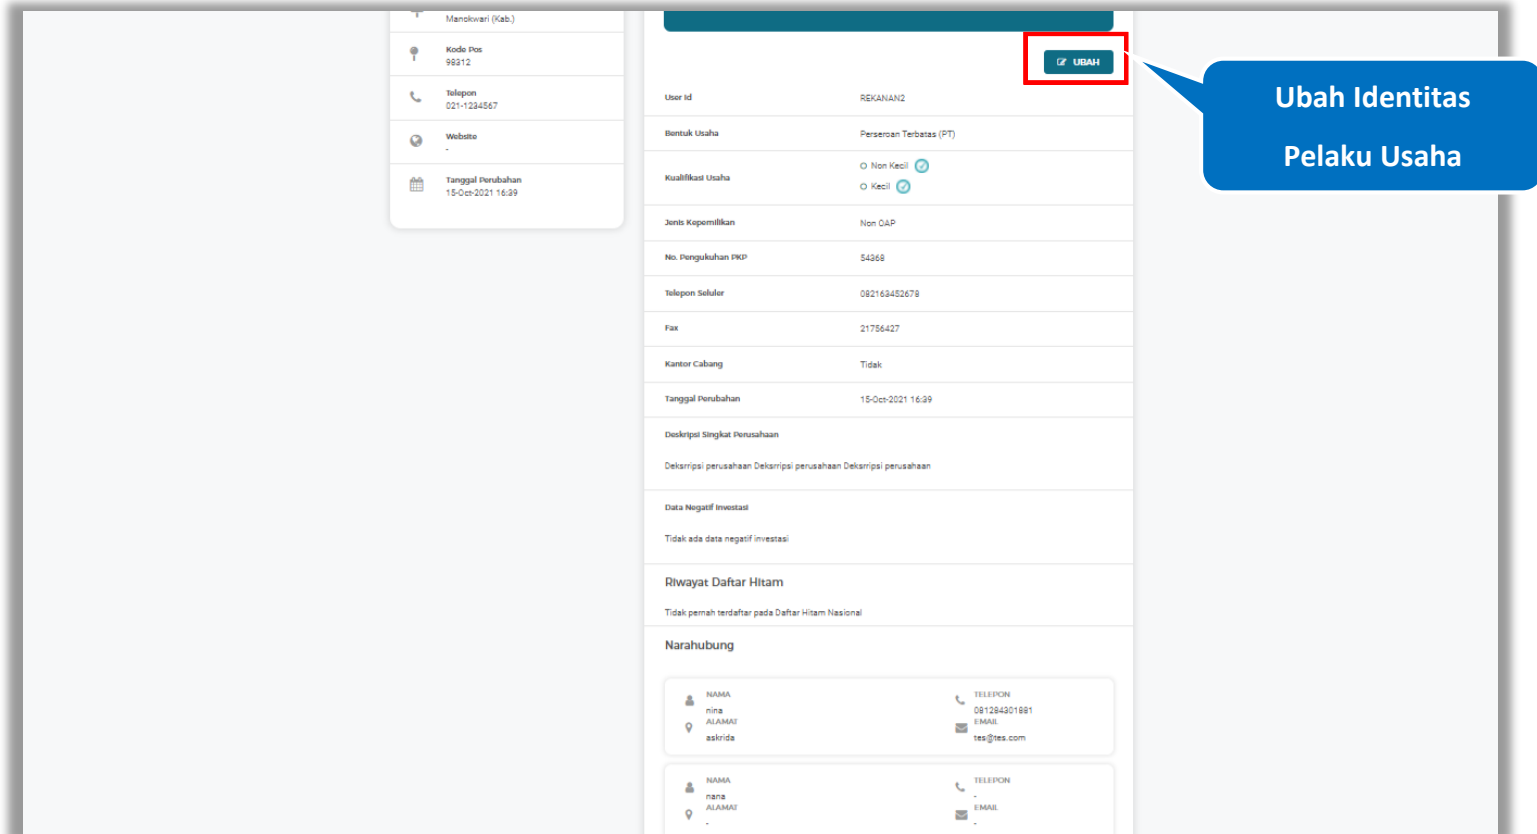 Manokwari (Kab.)
Kode Pos
98312
Telepon
021-1234567
Website
-
Tanggal Perubahan
15-Oct-2021 16:39
UBAH
Ubah Identitas
Pelaku Usaha
User Id REKANAN2
Bentuk Usaha Perseroan Terbatas (PT)
Kualifikasi Usaha
Non Kecil
Kecil
Jenis Kepemilikan Non OAP
No. Pengukuhan PKP 54368
Telepon Seluler 082163452678
Fax 21756427
Kantor Cabang Tidak
Tanggal Perubahan 15-Oct-2021 16:39
Deskripsi Singkat Perusahaan
Deksrripsi perusahaan Deksrripsi perusahaan Deksrripsi perusahaan
Data Negatif Investasi
Tidak ada data negatif investasi
Riwayat Daftar Hitam
Tidak pernah terdaftar pada Daftar Hitam Nasional
Narahubung
NAMA TELEPON
nina 081284301881
ALAMAT EMAIL
askrida tes@tes.com
NAMA TELEPON
nana -
ALAMAT EMAIL
- -